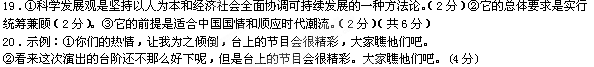 19.①科学发展观是坚持以人为本和经济社会全面协调可持续发展的一种方法论。(2分)②它的总体要求是实行
统筹兼顾(2分)。③它的前提是适合中国国情和顺应时代潮流。(2分)(共6分)
20.示例:①你们的热情,让我为之倾倒,台上的节目会很精彩,大家瞧他们吧。
②看来这次演出的台阶还不那么好下呢,但是台上的节目会很精彩。大家瞧他们吧。(4分)